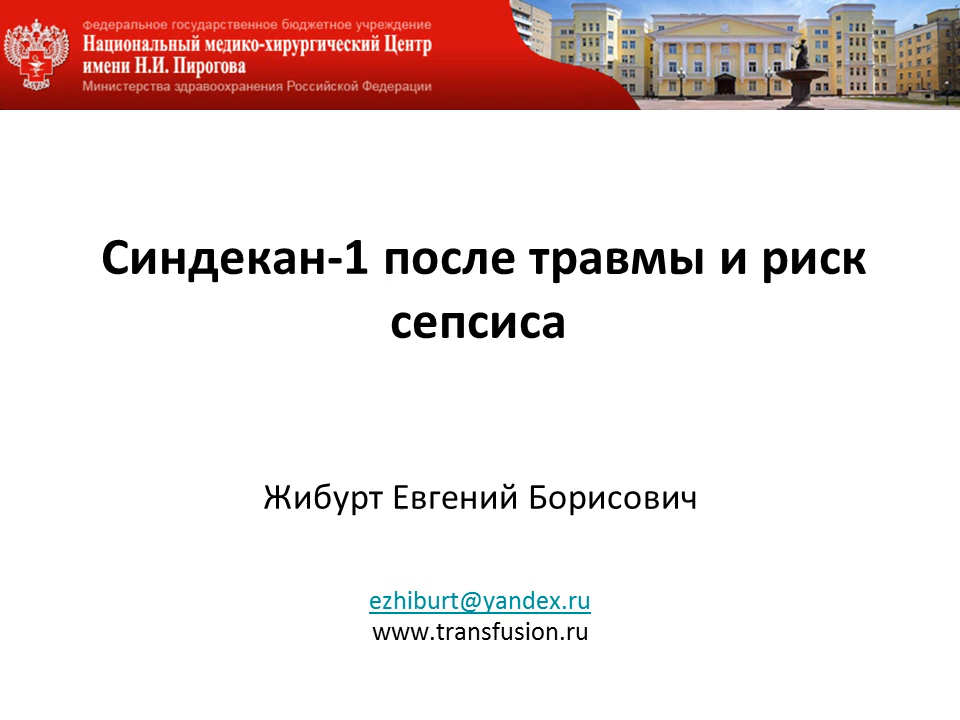 федеральное государственное бюджетное учреждение
Национальный медико-хирургический Центр
имени Н.И. Пирогова
Министерства здравоохранения Российской Федерации
Синдекан-1 после травмы и риск
сепсиса
Жибурт Евгений Борисович
ezhiburt@yandex.ru
www.transfusion.ru